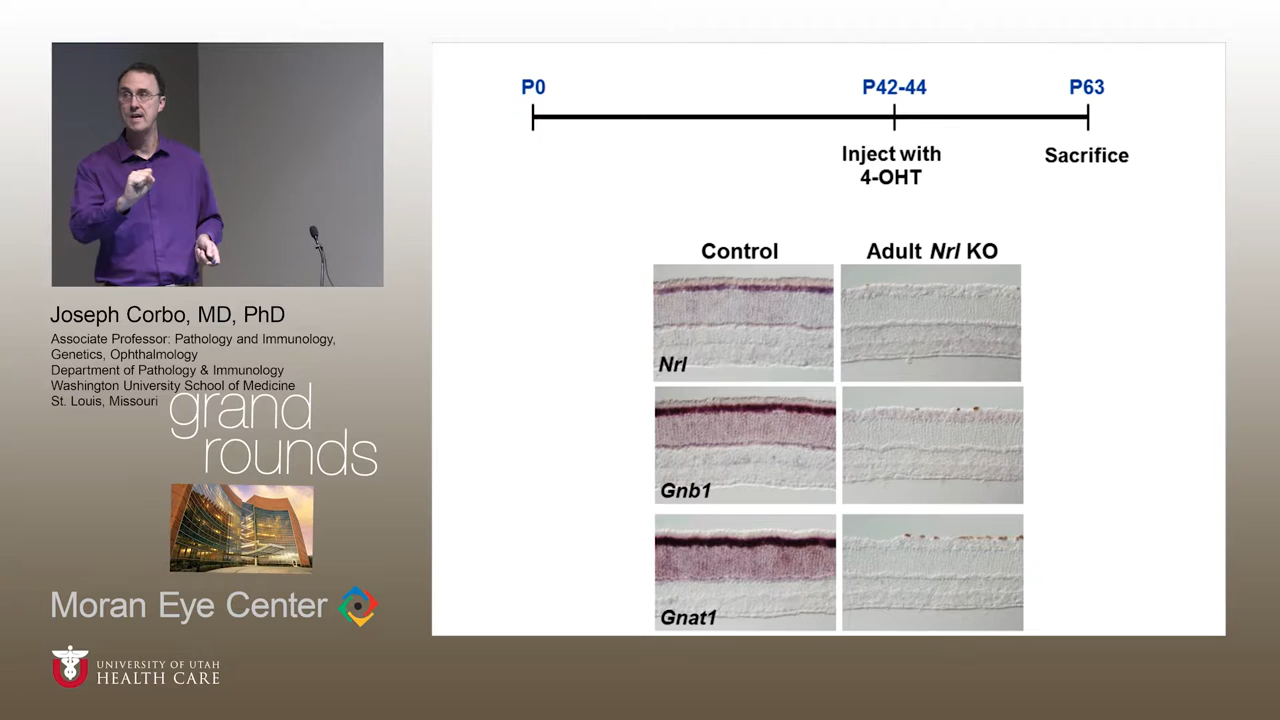 P0
P42-44
P63
Inject with
4-OHT
Sacrifice
Control
Adult Nrl KO
Nrl
Gnb1
Gnat1
Joseph Corbo, MD, PhD
Associate Professor: Pathology and Immunology,
Genetics, Ophthalmology
Department of Pathology & Immunology
Washington University School of Medicine
St. Louis, Missouri
grand
rounds
Moran Eye Center
UNIVERSITY OF UTAH
HEALTH CARE